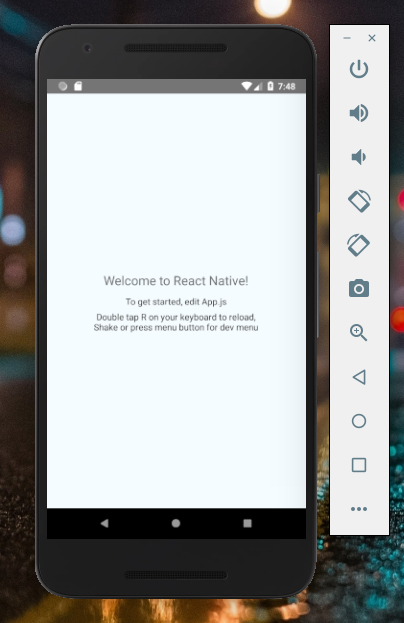 7:48
Welcome to React Native!
To get started, edit App.js
Double tap R on your keyboard to reload,
Shake or press menu button for dev menu